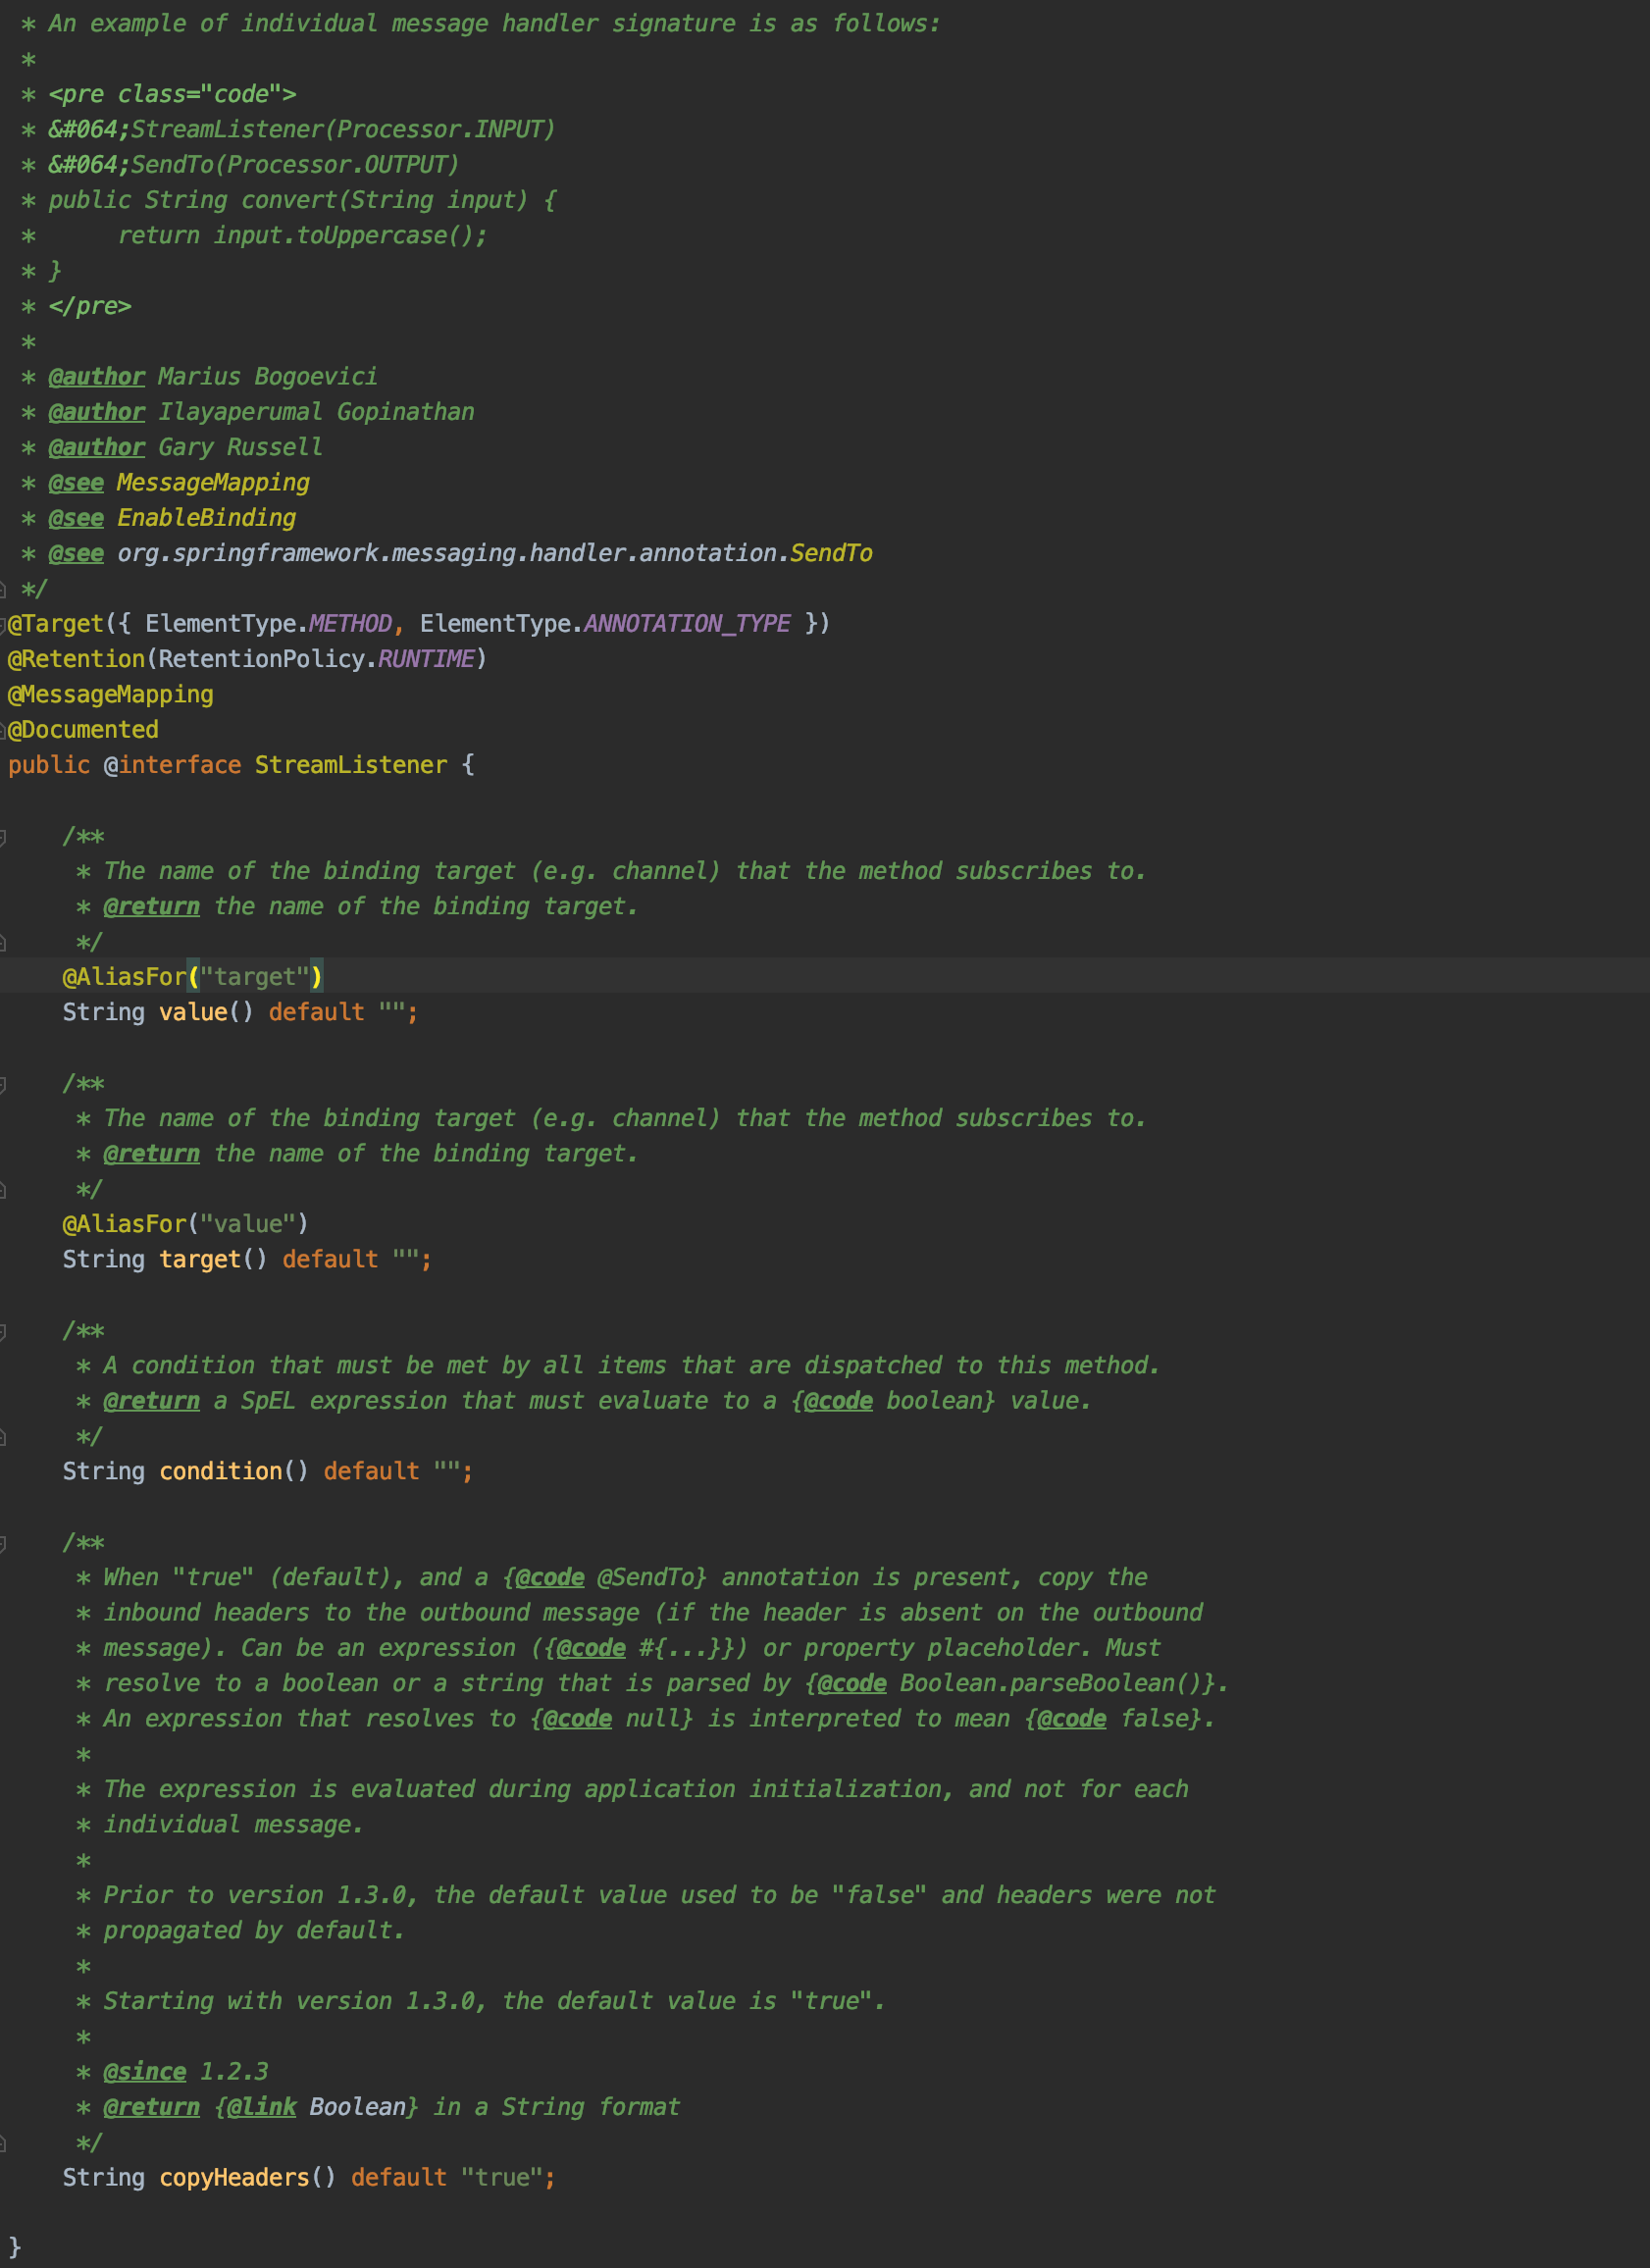 * An example of individual message handler signature is as follows:
*
* <pre class="code">
* &#064;StreamListener(Processor.INPUT)
* &#064;SendTo(Processor.OUTPUT)
* public String convert(String input) {
*      return input.toUppercase();
* }
* </pre>
*
* @author Marius Bogoevici
* @author Ilayaperumal Gopinathan
* @author Gary Russell
* @see MessageMapping
* @see EnableBinding
* @see org.springframework.messaging.handler.annotation.SendTo
*/
@Target({ ElementType.METHOD, ElementType.ANNOTATION_TYPE })
@Retention(RetentionPolicy.RUNTIME)
@MessageMapping
@Documented
public @interface StreamListener {
    /**
     * The name of the binding target (e.g. channel) that the method subscribes to.
     * @return the name of the binding target.
     */
    @AliasFor("target")
    String value() default "";
    /**
     * The name of the binding target (e.g. channel) that the method subscribes to.
     * @return the name of the binding target.
     */
    @AliasFor("value")
    String target() default "";
    /**
     * A condition that must be met by all items that are dispatched to this method.
     * @return a SpEL expression that must evaluate to a {@code boolean} value.
     */
    String condition() default "";
    /**
     * When "true" (default), and a {@code @SendTo} annotation is present, copy the
     * inbound headers to the outbound message (if the header is absent on the outbound
     * message). Can be an expression ({@code #{...}}) or property placeholder. Must
     * resolve to a boolean or a string that is parsed by {@code Boolean.parseBoolean()}.
     * An expression that resolves to {@code null} is interpreted to mean {@code false}.
     *
     * The expression is evaluated during application initialization, and not for each
     * individual message.
     *
     * Prior to version 1.3.0, the default value used to be "false" and headers were not
     * propagated by default.
     *
     * Starting with version 1.3.0, the default value is "true".
     *
     * @since 1.2.3
     * @return {@link Boolean} in a String format
     */
    String copyHeaders() default "true";
}